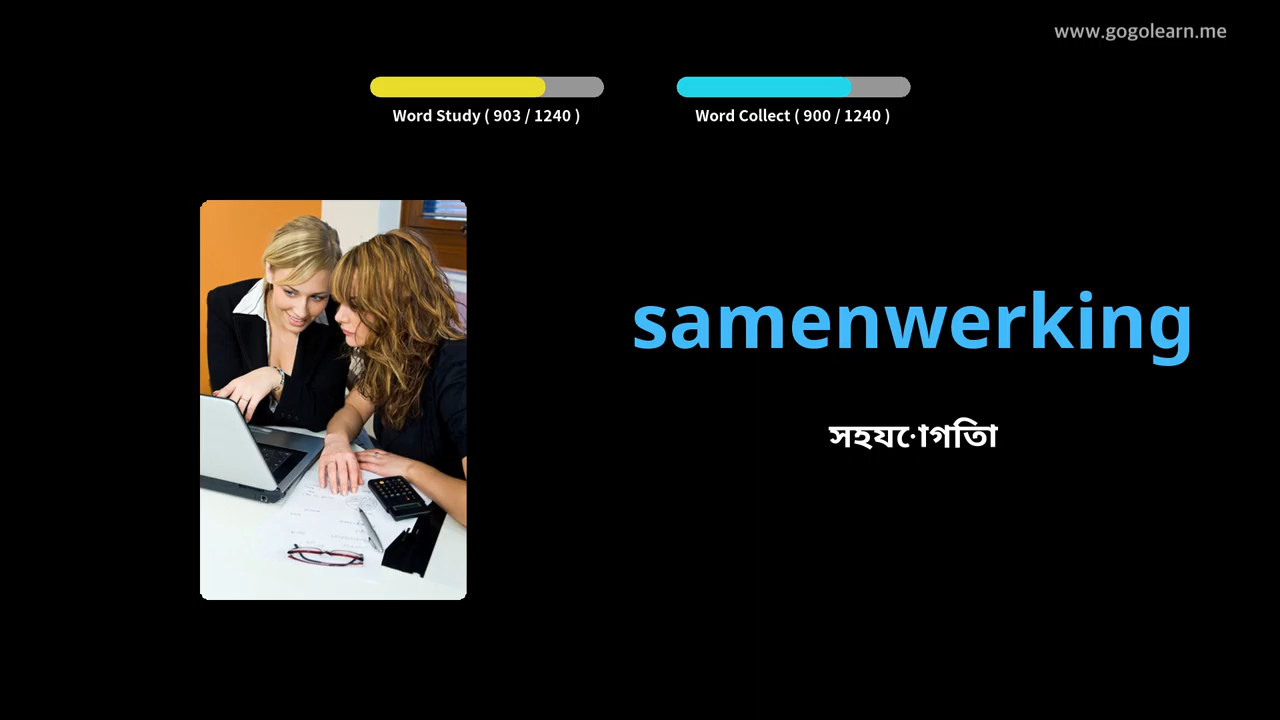 www.gogolearn.me
Word Study ( 903 / 1240 )
Word Collect ( 900 / 1240 )
samenwerking
সহযোগিতা